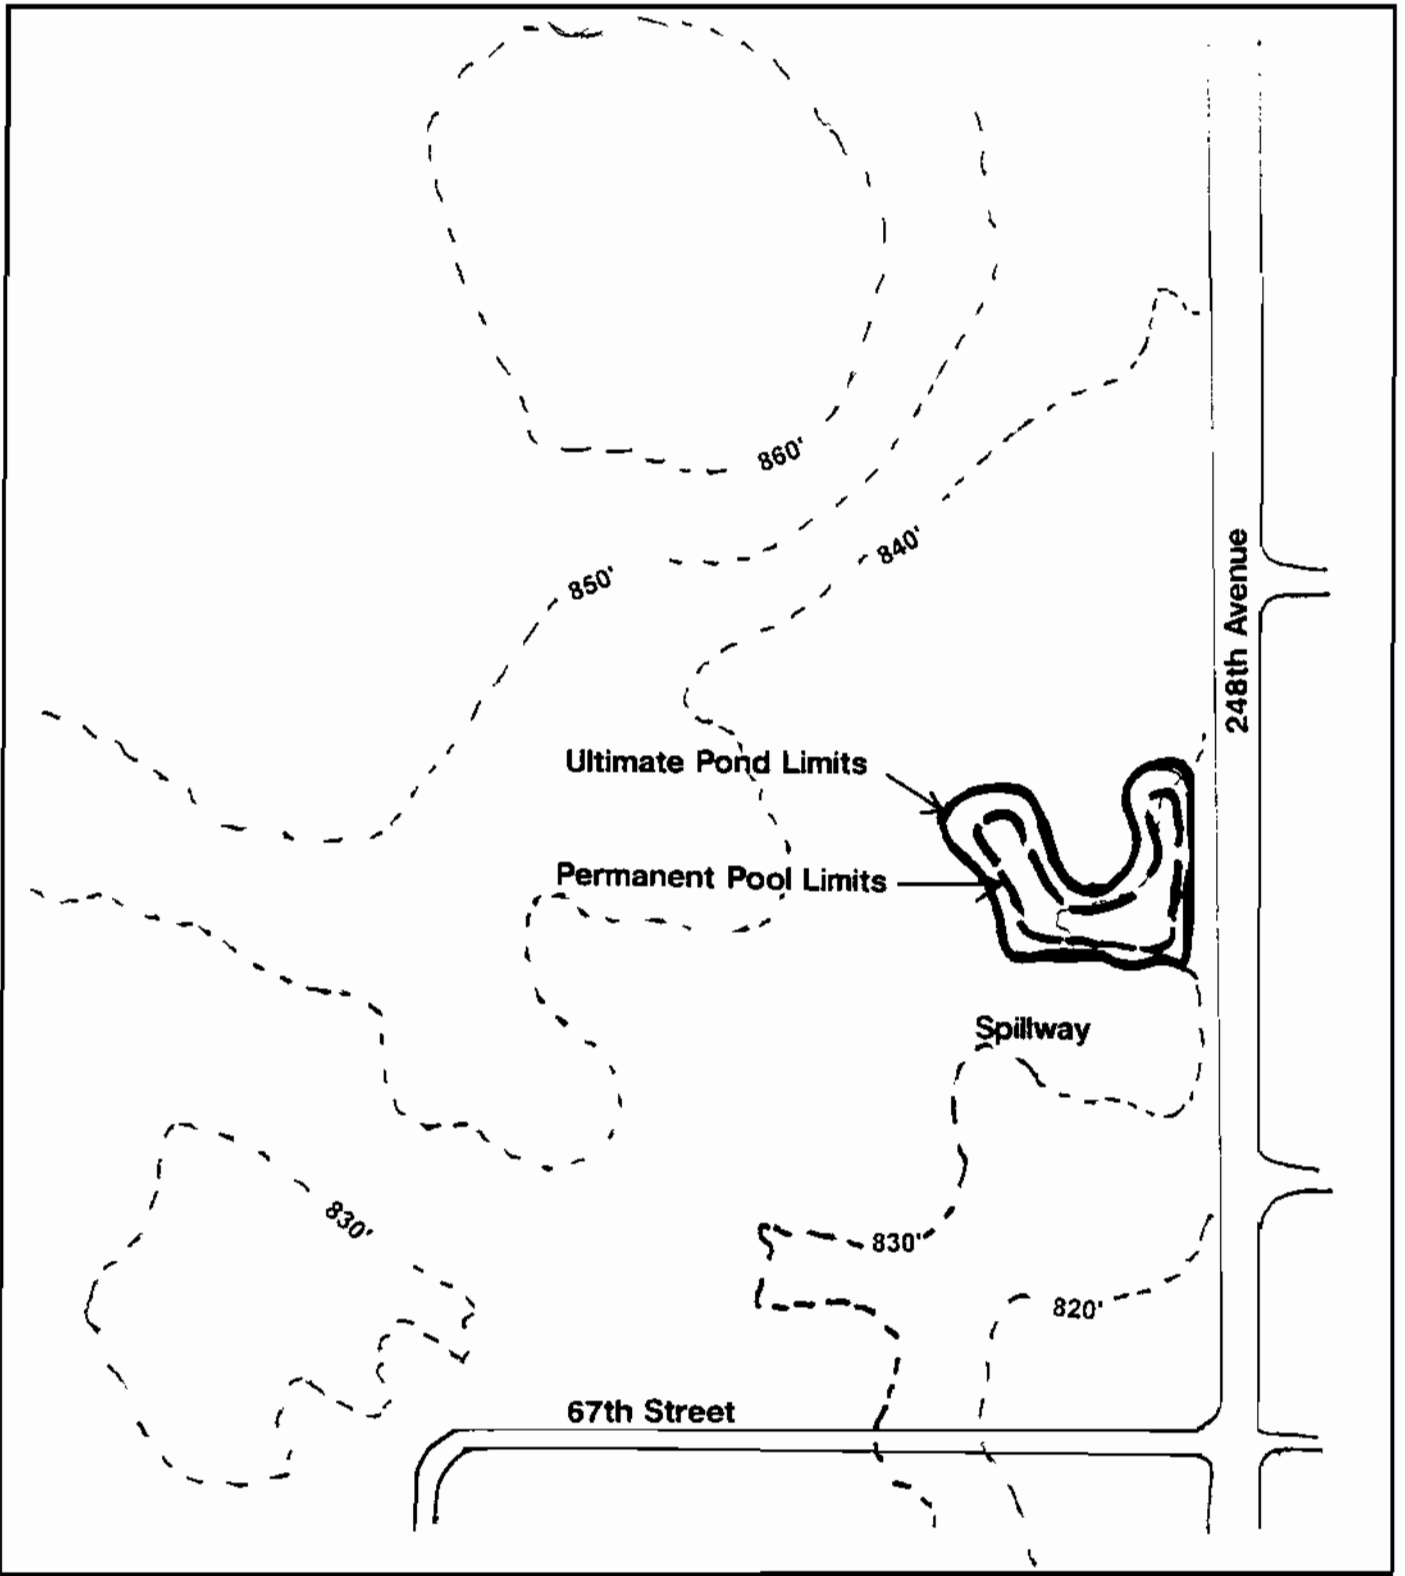 860'
840'
850'
248th Avenue
Ultimate Pond Limits
Permanent Pool Limits
Spillway
830'
830'
820'
67th Street